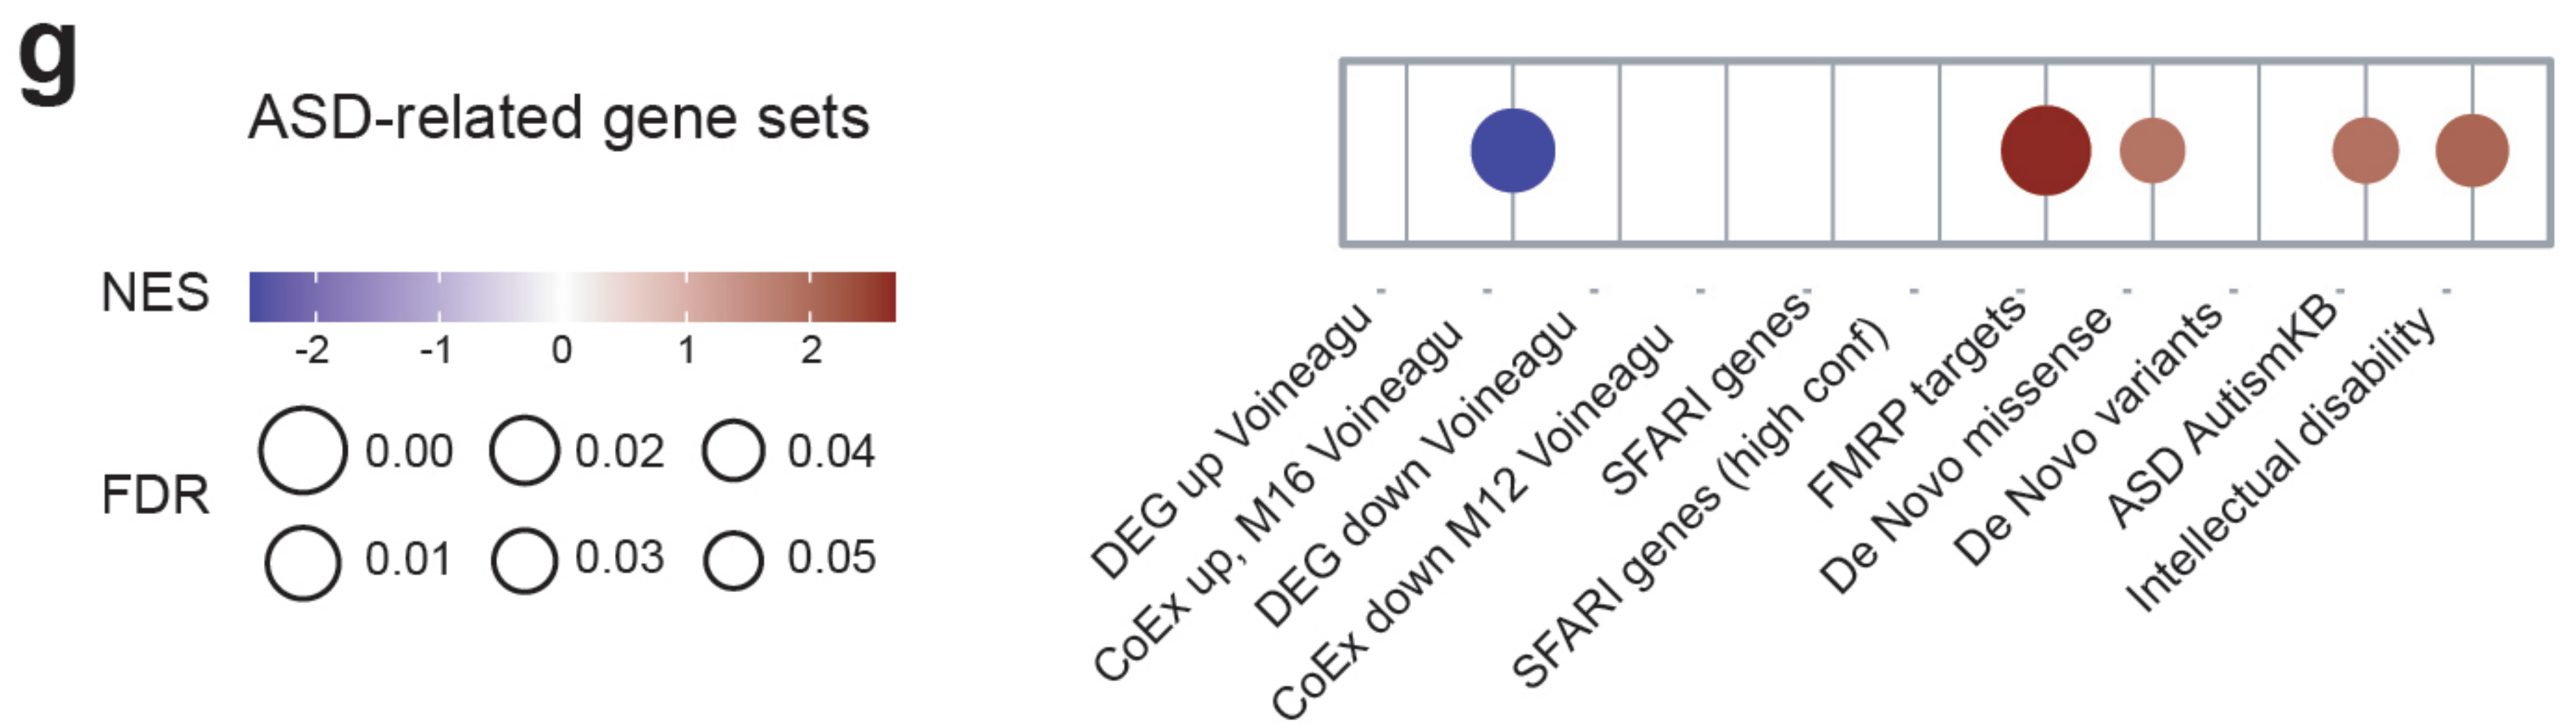 g
ASD-related gene sets
NES
-2 -1 0 1 2
FDR
0.00 0.02 0.04
0.01 0.03 0.05
DEG up Voineagu
CoEx up, M16 Voineagu
DEG down Voineagu
CoEx down M12 Voineagu
SFARI genes
SFARI genes (high conf)
FMRP targets
De Novo missense
De Novo variants
ASD AutismKB
Intellectual disability